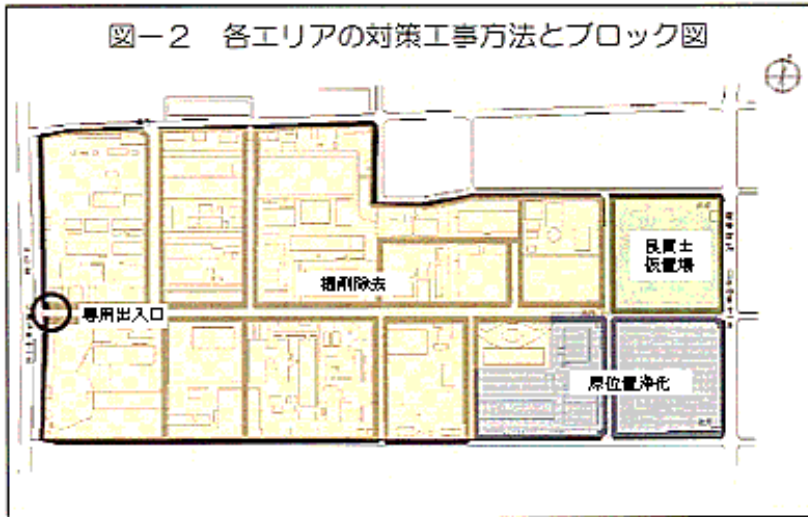 図－２　各エリアの対策工事方法とブロック図
良質土
仮置場
掘削除去
専用出入口
原位置浄化